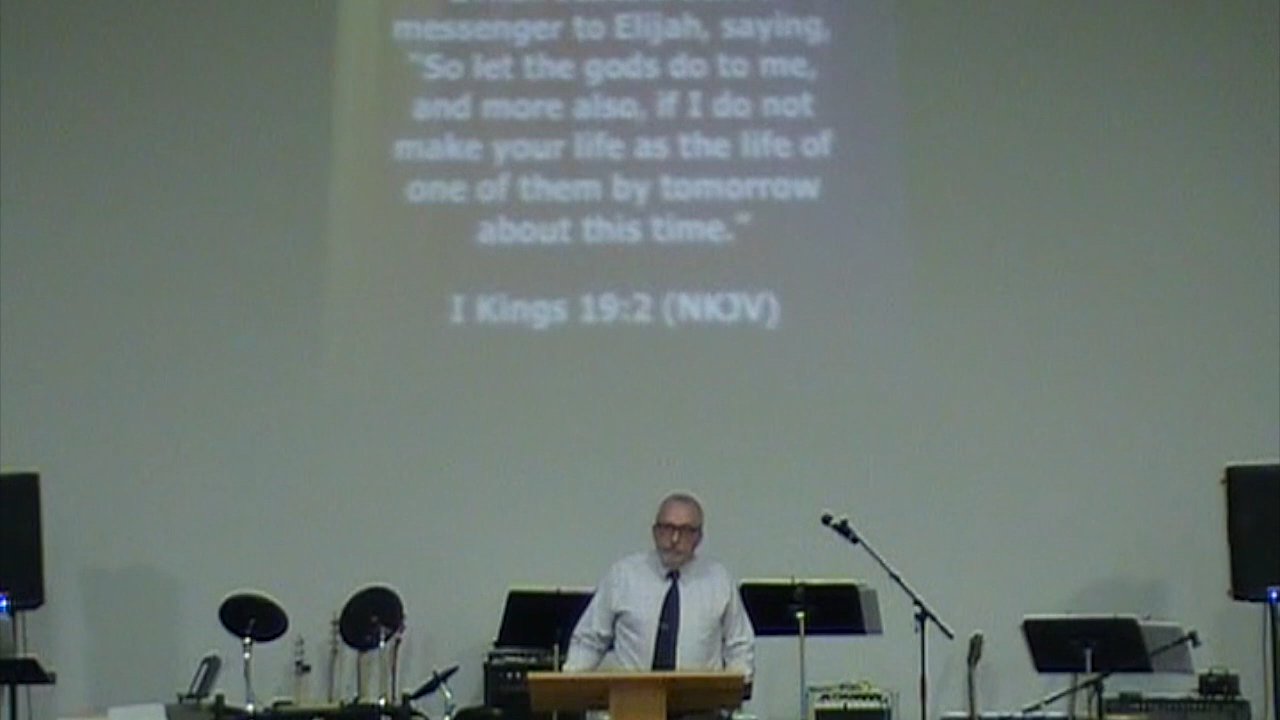 messenger to Elijah, saying,
"So let the gods do to me,
and more also, if I do not
make your life as the life of
one of them by tomorrow
about this time."
I Kings 19:2 (NKJV)